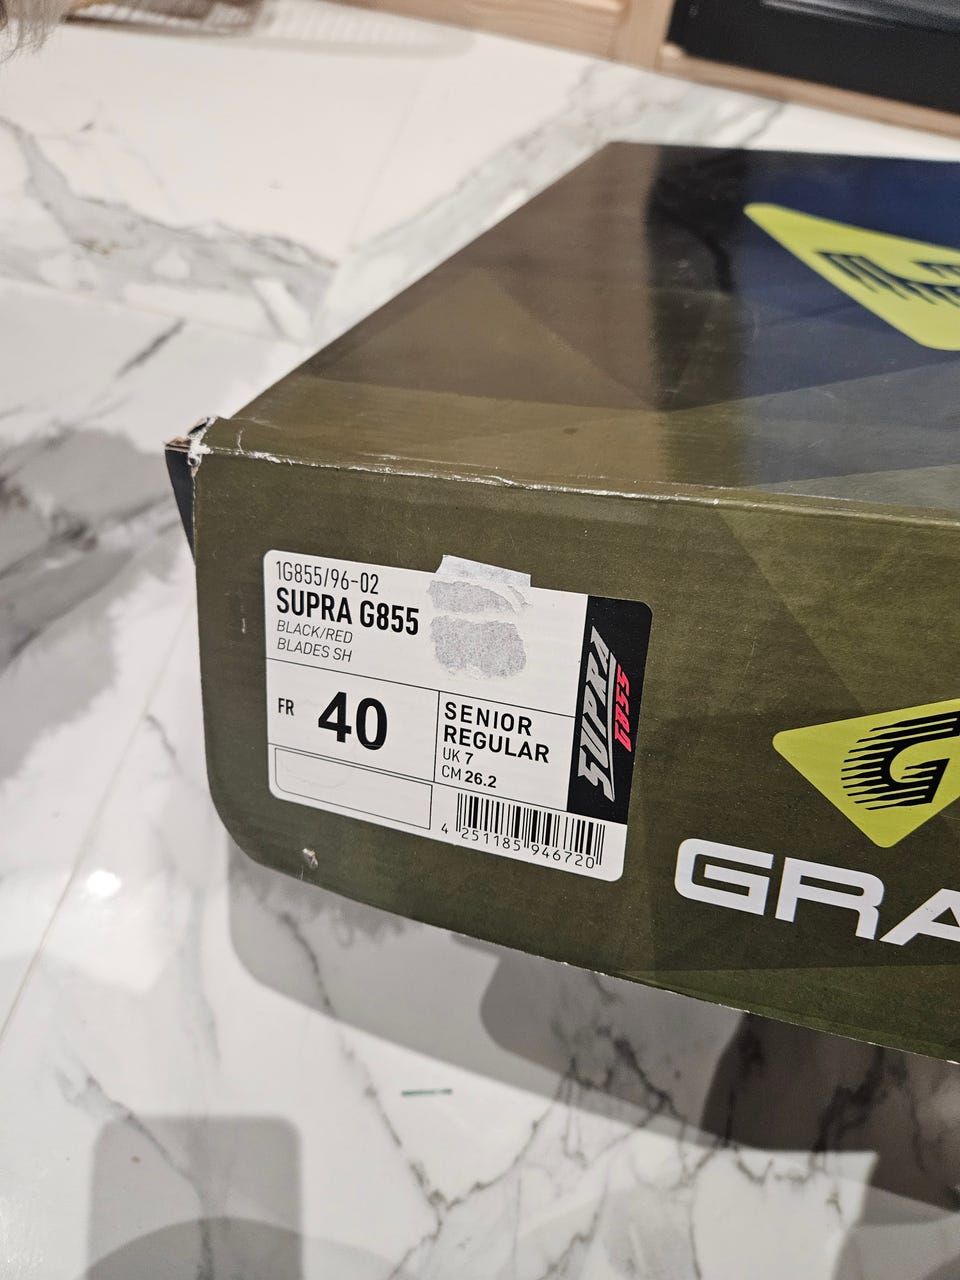 1G855/96-02
SUPRA G855
BLACK/RED
BLADES SH
FR 40
SENIOR
REGULAR
UK 7
CM 26.2
4 251185 946720
SUPRA
G855
G
GRA